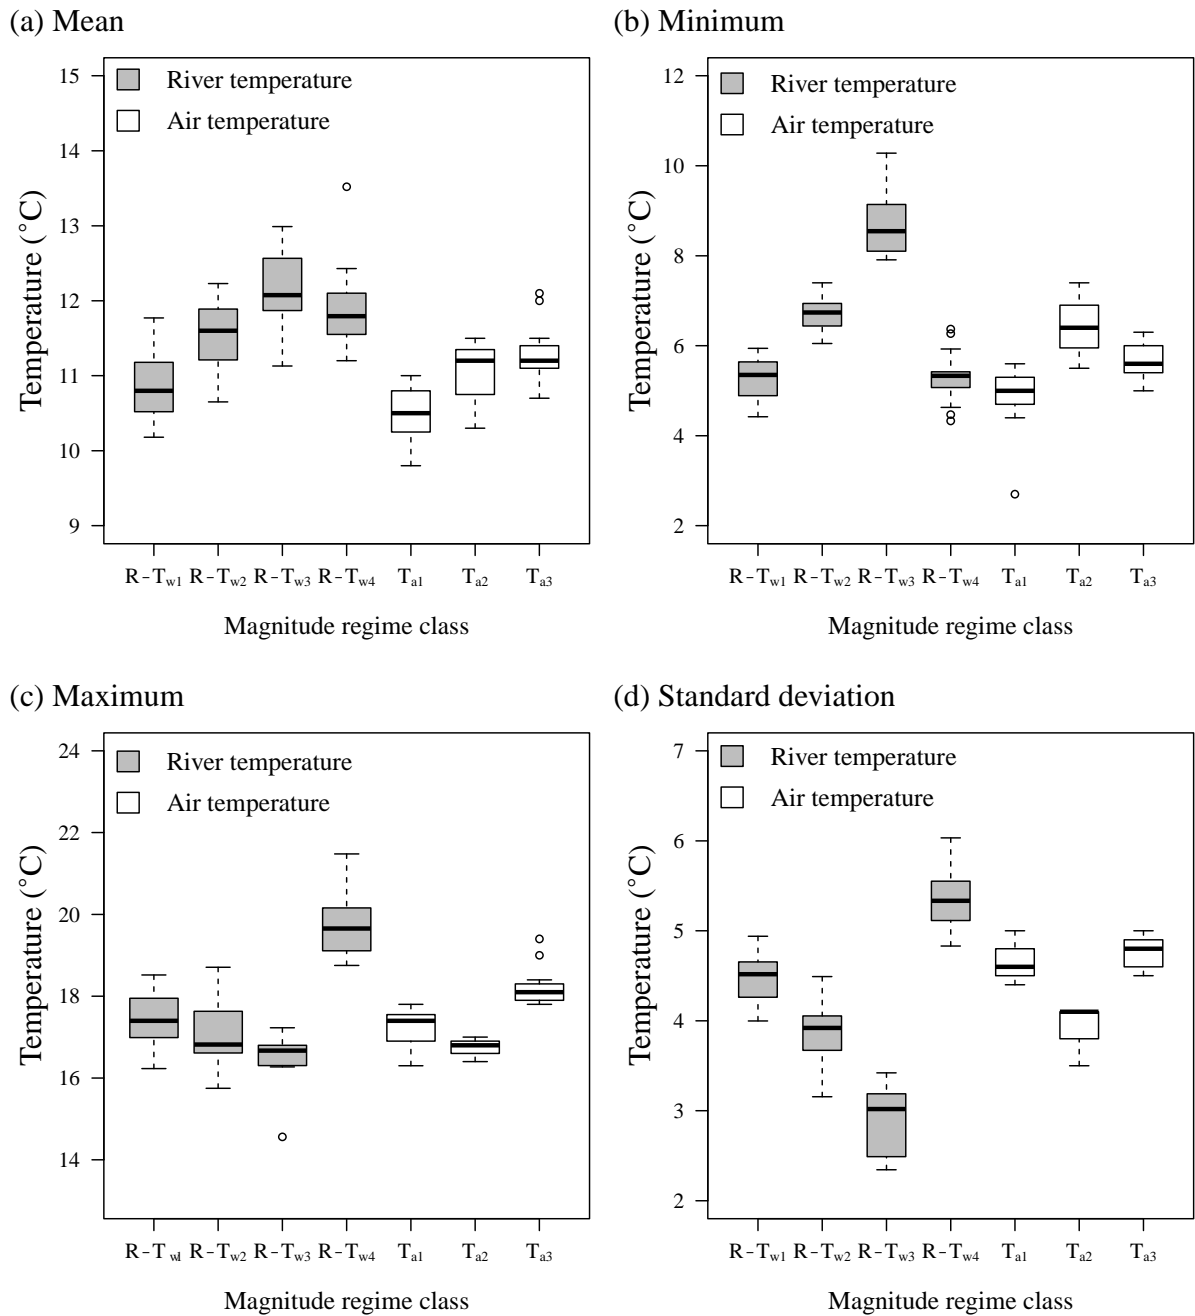 (a) Mean
15
14
13
12
11
10
9
Temperature (°C)
River temperature
Air temperature
R−Tw1 R−Tw2 R−Tw3 R−Tw4 Ta1 Ta2 Ta3
Magnitude regime class
(b) Minimum
12
10
8
6
4
2
Temperature (°C)
River temperature
Air temperature
R−Tw1 R−Tw2 R−Tw3 R−Tw4 Ta1 Ta2 Ta3
Magnitude regime class
(c) Maximum
24
22
20
18
16
14
Temperature (°C)
River temperature
Air temperature
R−Tw1 R−Tw2 R−Tw3 R−Tw4 Ta1 Ta2 Ta3
Magnitude regime class
(d) Standard deviation
7
6
5
4
3
2
Temperature (°C)
River temperature
Air temperature
R−Tw1 R−Tw2 R−Tw3 R−Tw4 Ta1 Ta2 Ta3
Magnitude regime class